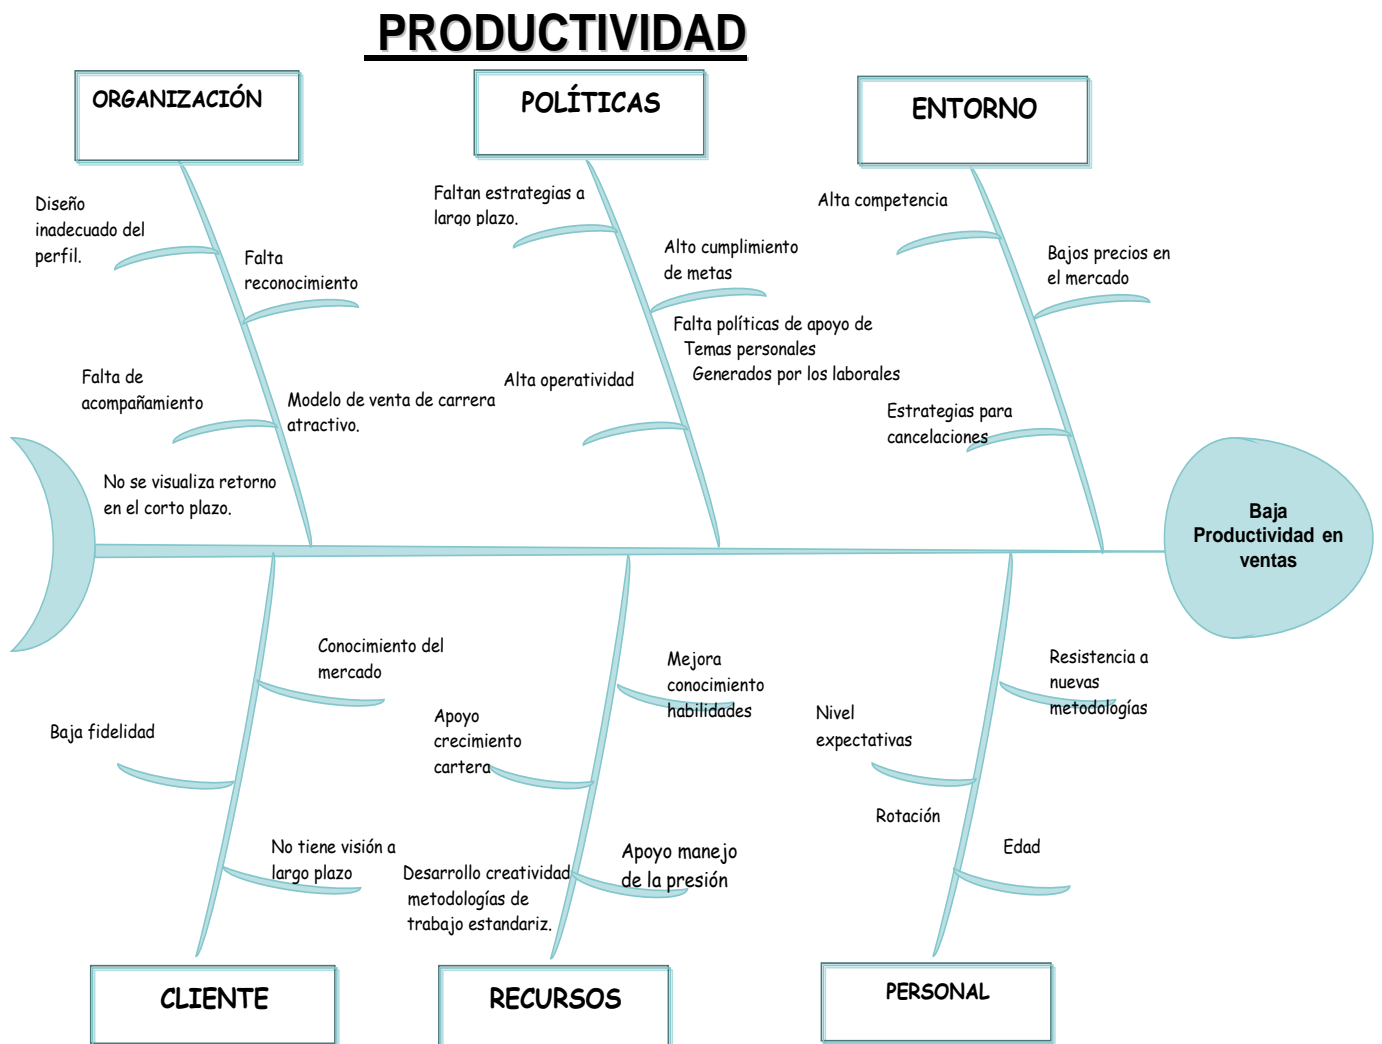 PRODUCTIVIDAD
ORGANIZACIÓN
POLÍTICAS
ENTORNO
Diseño
inadecuado del
perfil.
Falta
reconocimiento
Falta de
acompañamiento
Modelo de venta de carrera
atractivo.
No se visualiza retorno
en el corto plazo.
Faltan estrategias a
largo plazo.
Alto cumplimiento
de metas
Falta políticas de apoyo de
Temas personales
Generados por los laborales
Alta operatividad
Alta competencia
Bajos precios en
el mercado
Estrategias para
cancelaciones
Baja
Productividad en
ventas
Conocimiento del
mercado
Baja fidelidad
No tiene visión a
largo plazo
Mejora
conocimiento
habilidades
Apoyo
crecimiento
cartera
Desarrollo creatividad
metodologías de
trabajo estandariz.
Apoyo manejo
de la presión
Resistencia a
nuevas
metodologías
Nivel
expectativas
Rotación
Edad
CLIENTE
RECURSOS
PERSONAL